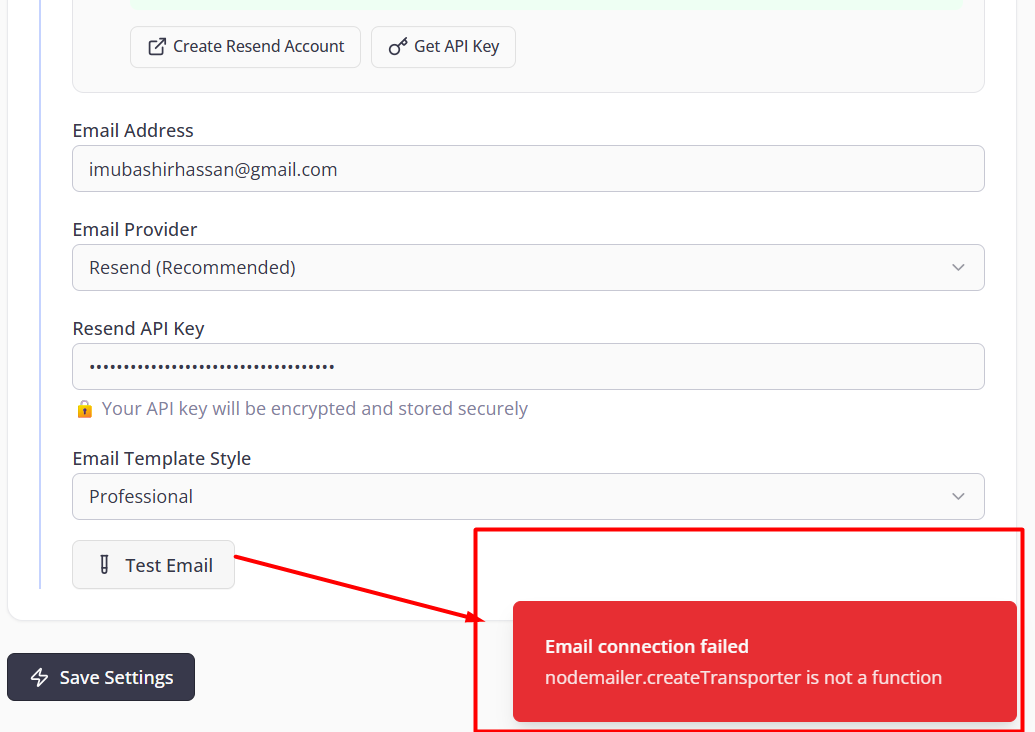 Create Resend Account
Get API Key
Email Address
imubashirhassan@gmail.com
Email Provider
Resend (Recommended)
Resend API Key
••••••••••••••••••••••••••••••••••••
🔒 Your API key will be encrypted and stored securely
Email Template Style
Professional
Test Email
Email connection failed
nodemailer.createTransporter is not a function
Save Settings